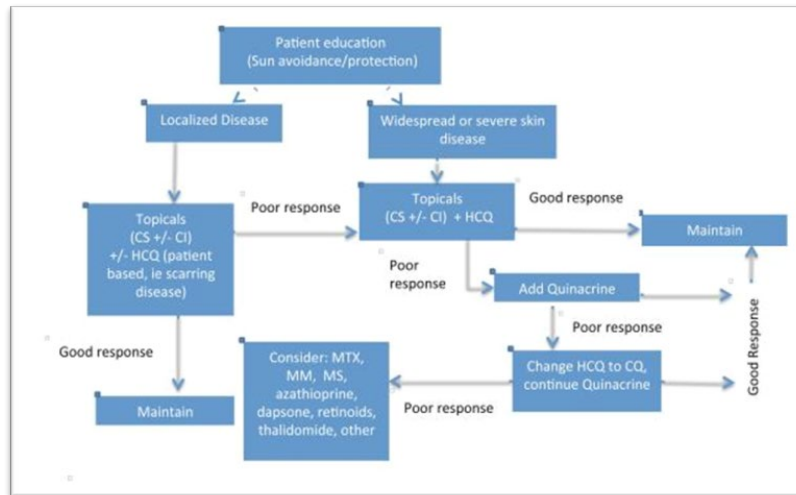 Patient education
(Sun avoidance/protection)
Localized Disease
Widespread or severe skin
disease
Topicals
(CS +/- CI)
+/- HCQ (patient
based, ie scarring
disease)
Poor response
Topicals
(CS +/- CI) + HCQ
Good response
Maintain
Poor
response
Add Quinacrine
Poor response
Good Response
Good response
Maintain
Consider: MTX,
MM, MS,
azathioprine,
dapsone, retinoids,
thalidomide, other
Poor response
Change HCQ to CQ,
continue Quinacrine